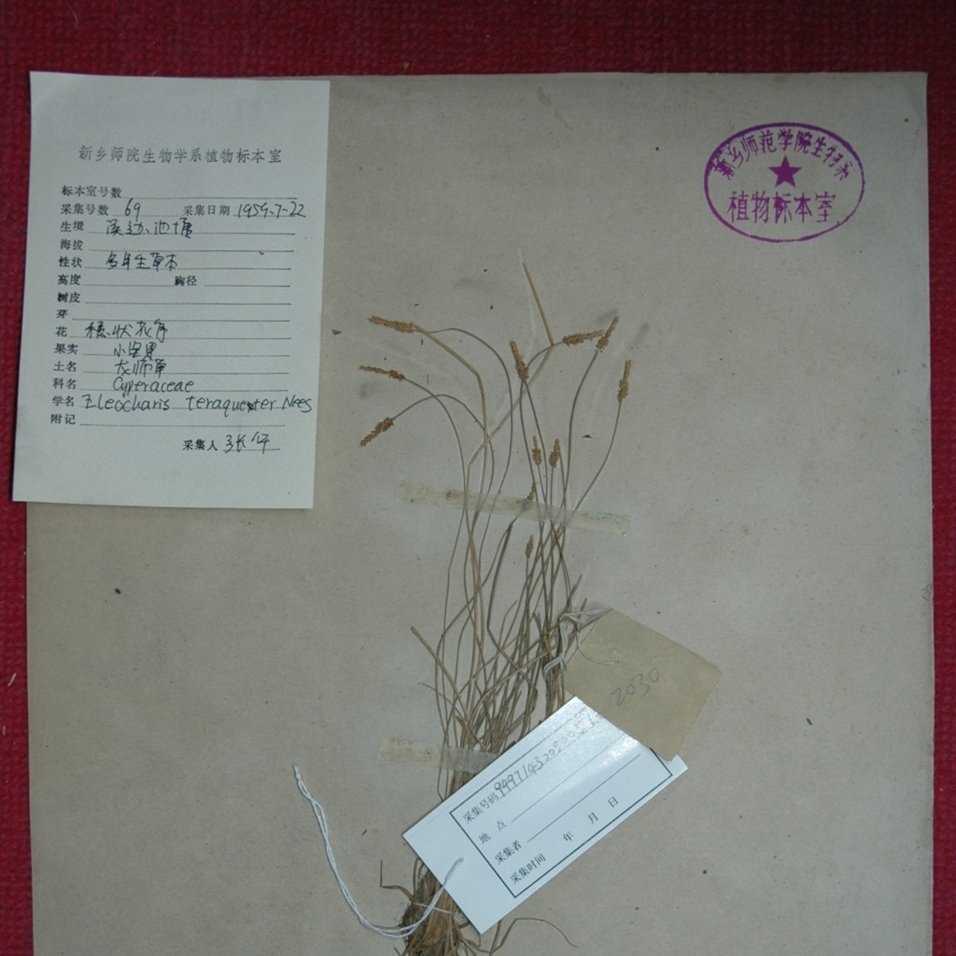 新乡师院生物学系植物标本室
标本室号数
采集号数 69 采集日期 1959.7-22
生境 溪边、池塘
海拔
性状 多年生草本
高度 胸径
树皮
芽
花 穗状花序
果实 小坚果
土名 龙师草
科名 Cyperaceae
学名 Eleocharis teraquenter Nees
附记
采集人
新乡师范学院生物系
植物标本室
2030
采集号码
地点
采集者
采集时间 年 月 日